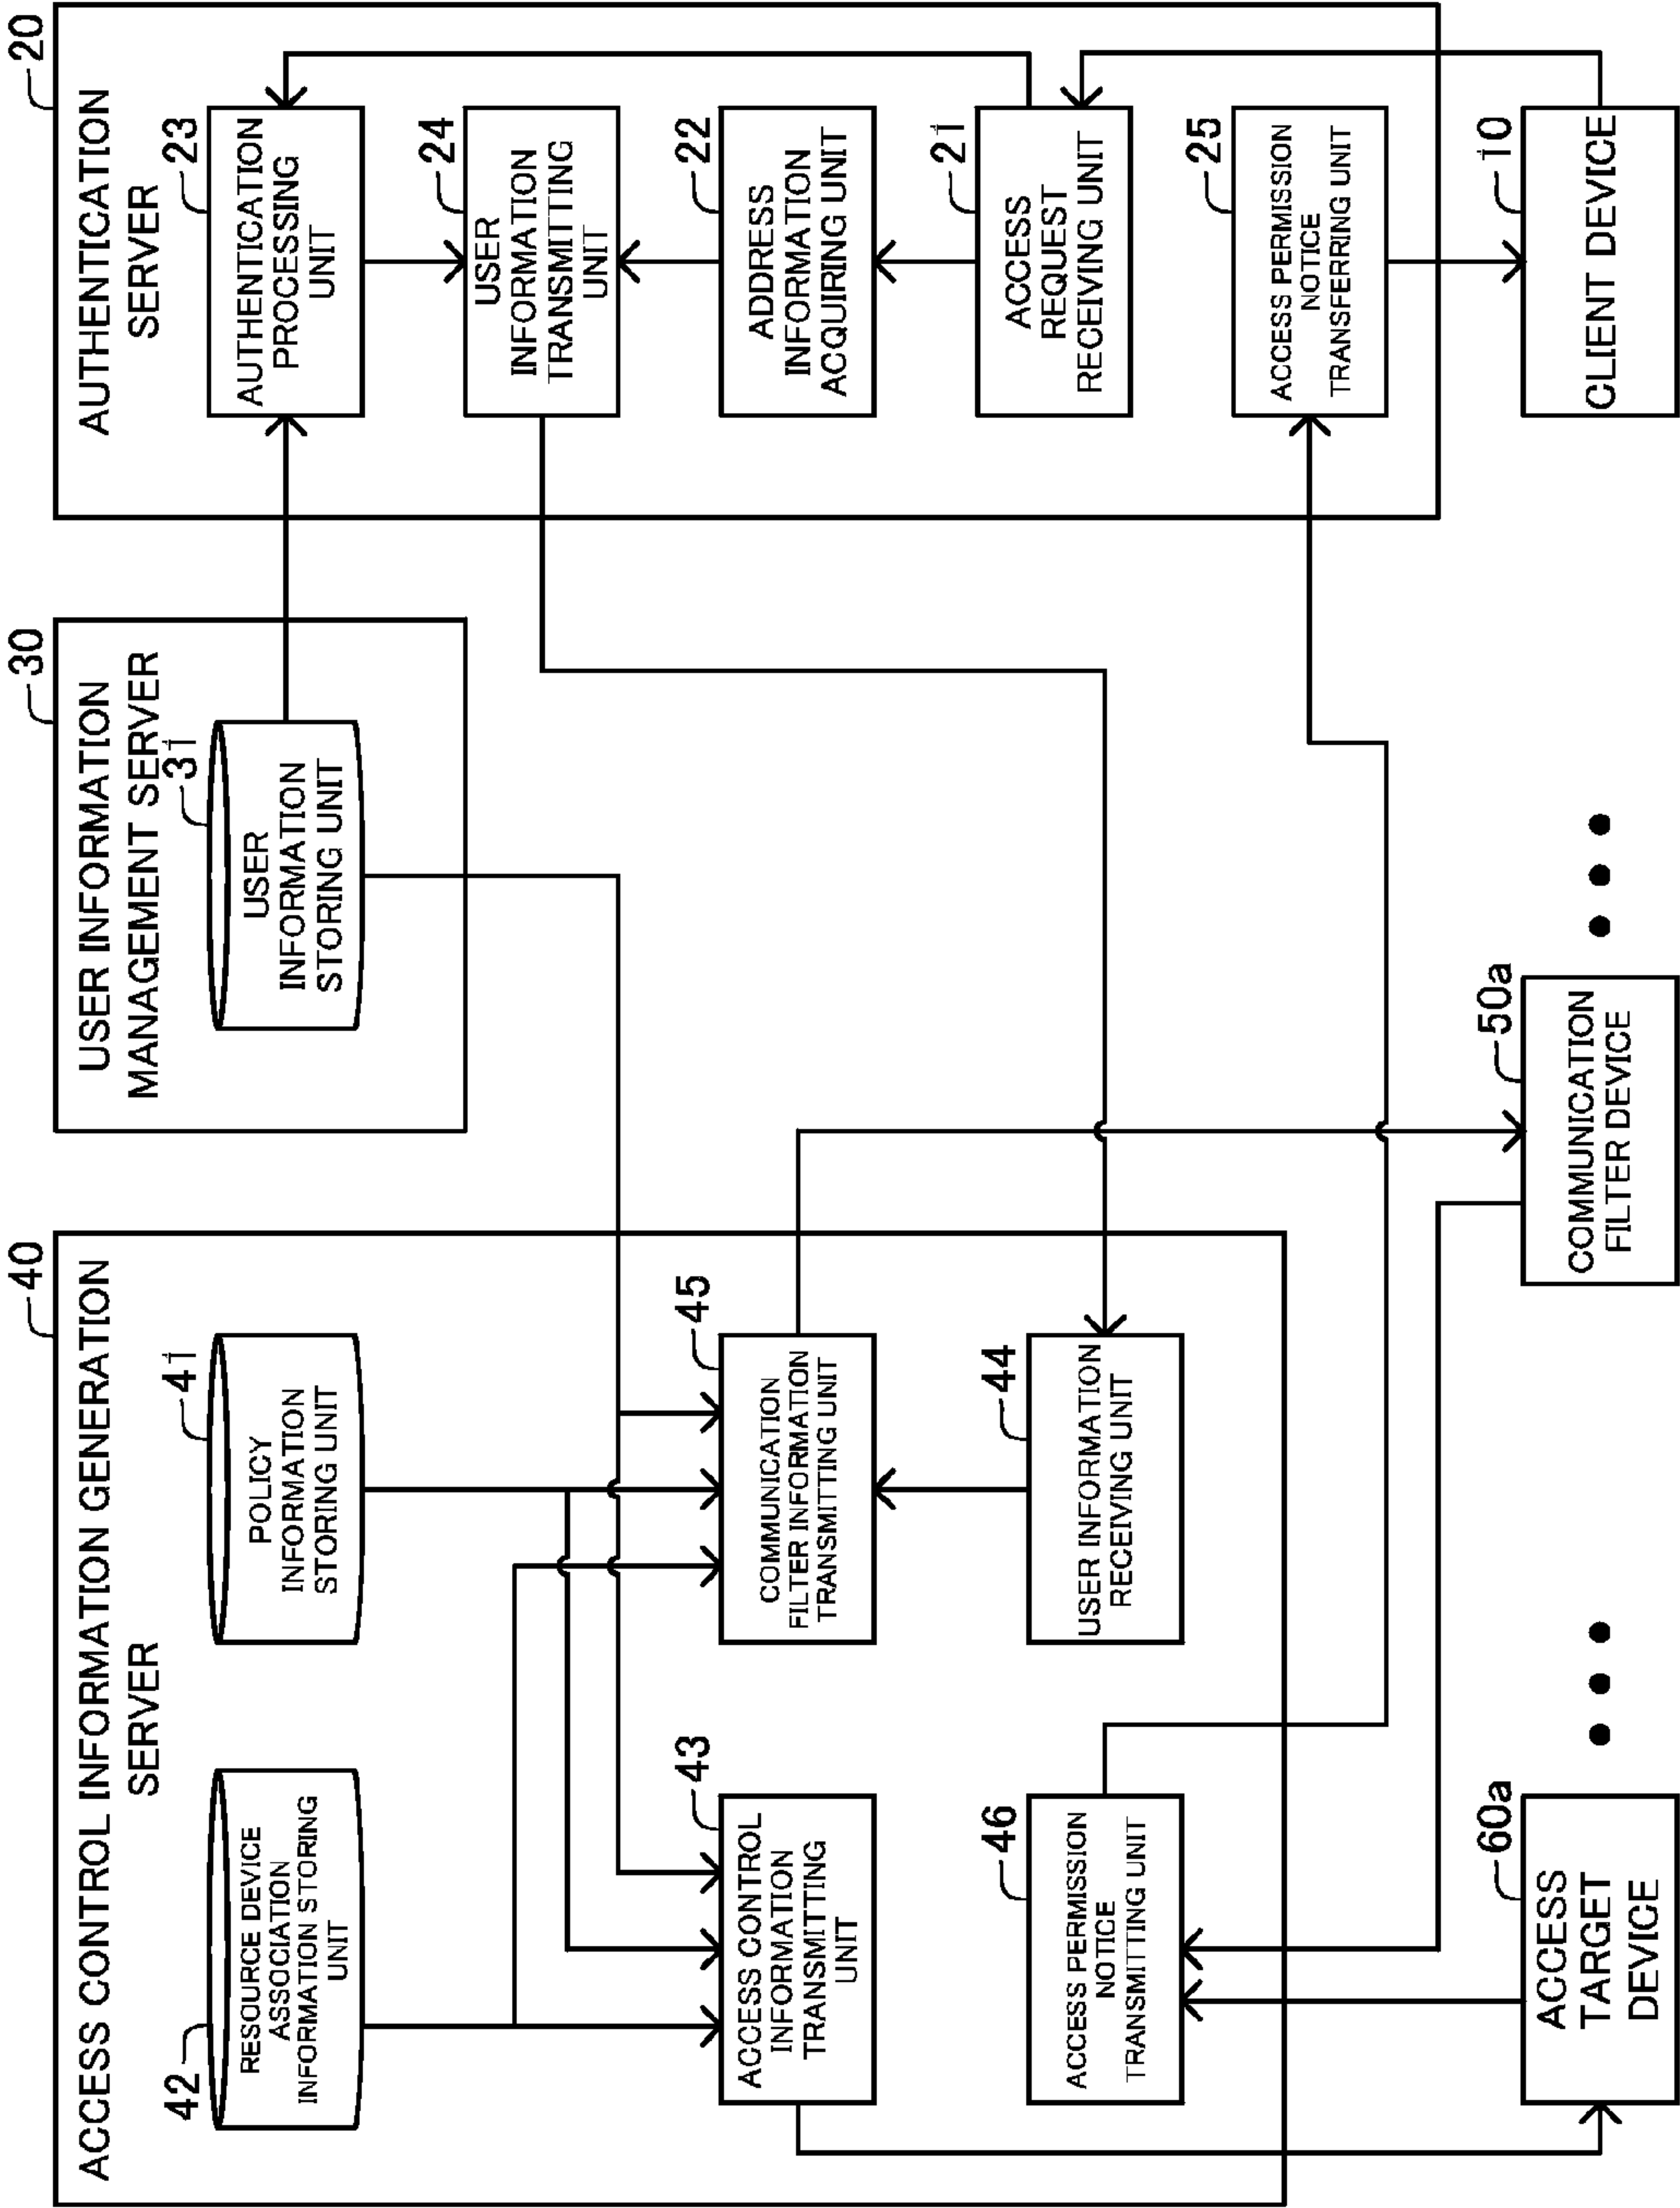 40
ACCESS CONTROL INFORMATION GENERATION
SERVER
42
RESOURCE DEVICE
ASSOCIATION
INFORMATION STORING
UNIT
41
POLICY
INFORMATION
STORING UNIT
43
ACCESS CONTROL
INFORMATION
TRANSMITTING
UNIT
45
COMMUNICATION
FILTER INFORMATION
TRANSMITTING UNIT
46
ACCESS PERMISSION
NOTICE
TRANSMITTING UNIT
44
USER INFORMATION
RECEIVING UNIT
30
USER INFORMATION
MANAGEMENT SERVER
31
USER
INFORMATION
STORING UNIT
20
AUTHENTICATION
SERVER
23
AUTHENTICATION
PROCESSING
UNIT
24
USER
INFORMATION
TRANSMITTING
UNIT
22
ADDRESS
INFORMATION
ACQUIRING UNIT
21
ACCESS
REQUEST
RECEIVING UNIT
25
ACCESS PERMISSION
NOTICE
TRANSFERRING UNIT
60a
ACCESS
TARGET
DEVICE
50a
COMMUNICATION
FILTER DEVICE
10
CLIENT DEVICE